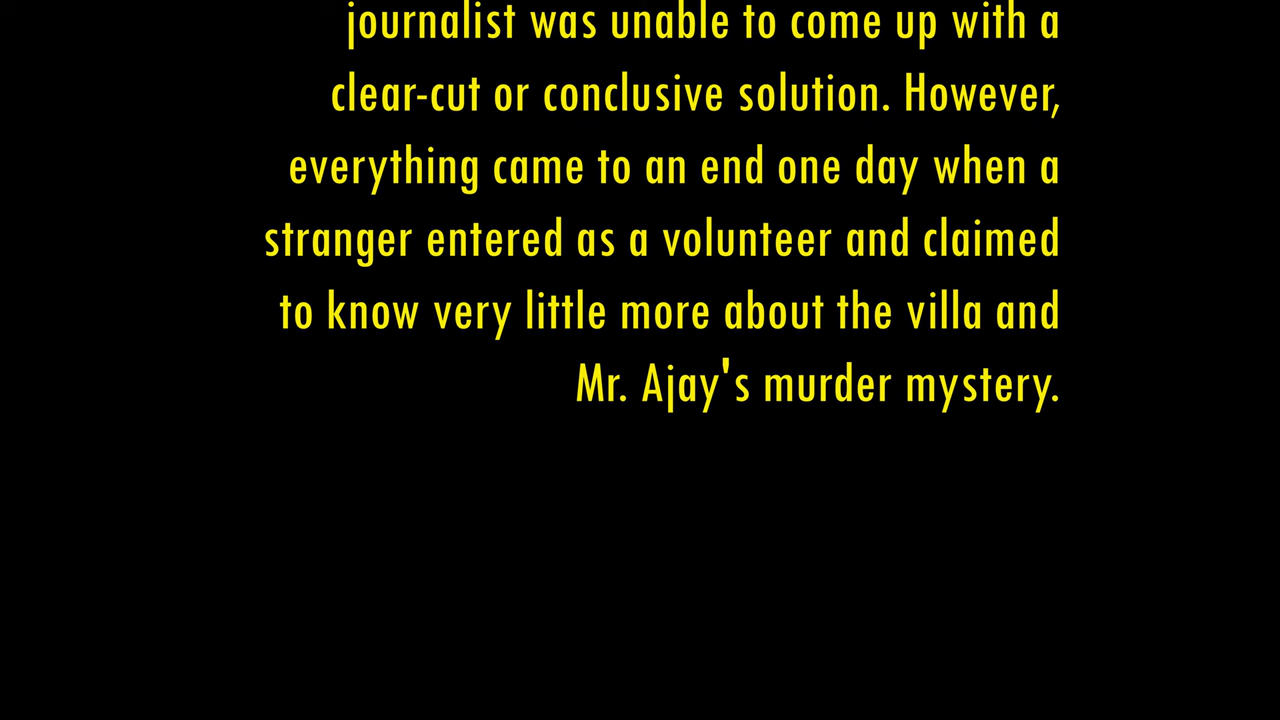 journalist was unable to come up with a
clear-cut or conclusive solution. However,
everything came to an end one day when a
stranger entered as a volunteer and claimed
to know very little more about the villa and
Mr. Ajay's murder mystery.